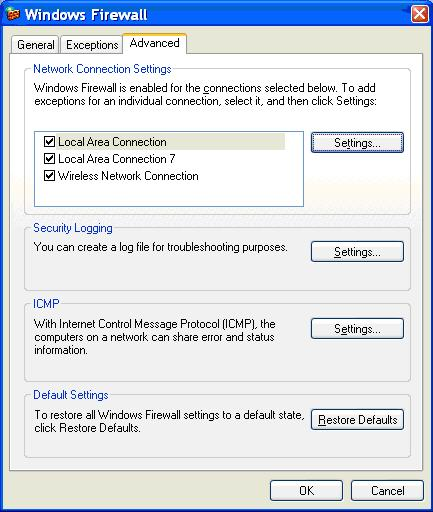 Windows Firewall
General
Exceptions
Advanced
Network Connection Settings
Windows Firewall is enabled for the connections selected below. To add
exceptions for an individual connection, select it, and then click Settings:
Local Area Connection
Settings...
Local Area Connection 7
Wireless Network Connection
Security Logging
You can create a log file for troubleshooting purposes.
Settings...
ICMP
With Internet Control Message Protocol (ICMP), the
computers on a network can share error and status
information.
Settings...
Default Settings
To restore all Windows Firewall settings to a default state,
click Restore Defaults.
Restore Defaults
OK
Cancel